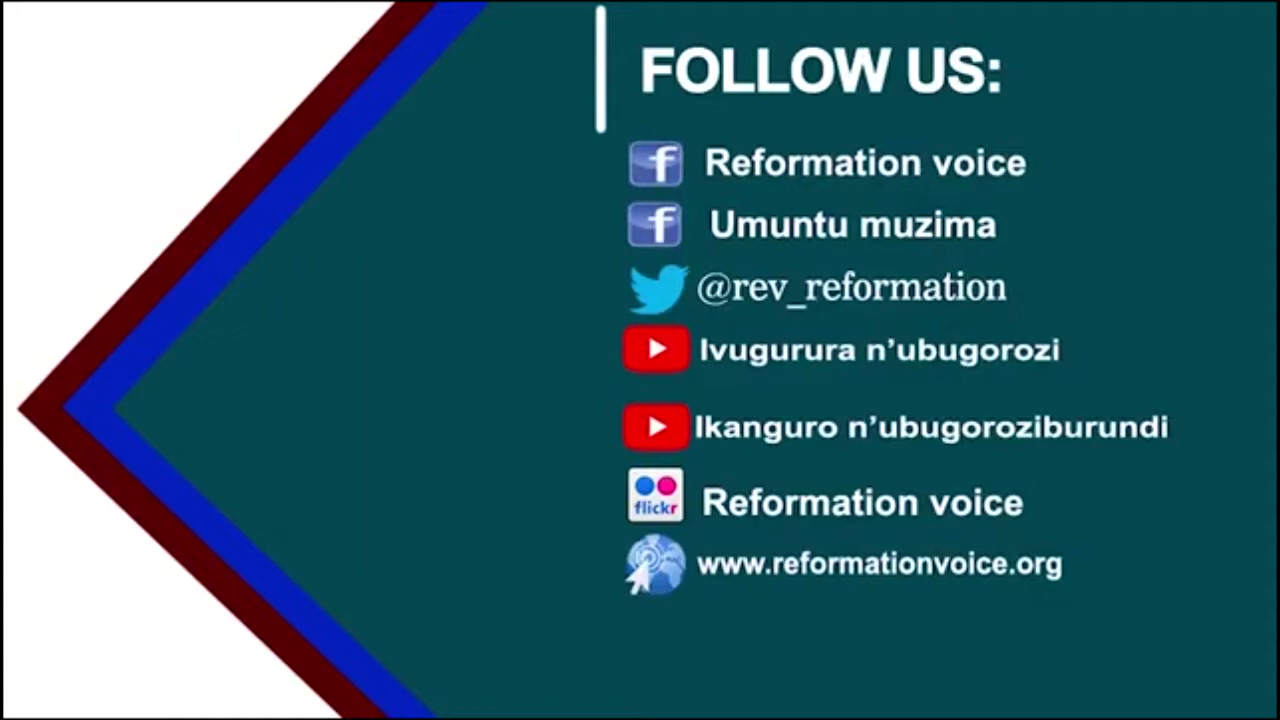 FOLLOW US:
Reformation voice
Umuntu muzima
@rev_reformation
Ivugurura n’ubugorozi
Ikanguro n’ubugoroziburundi
flickr
Reformation voice
www.reformationvoice.org